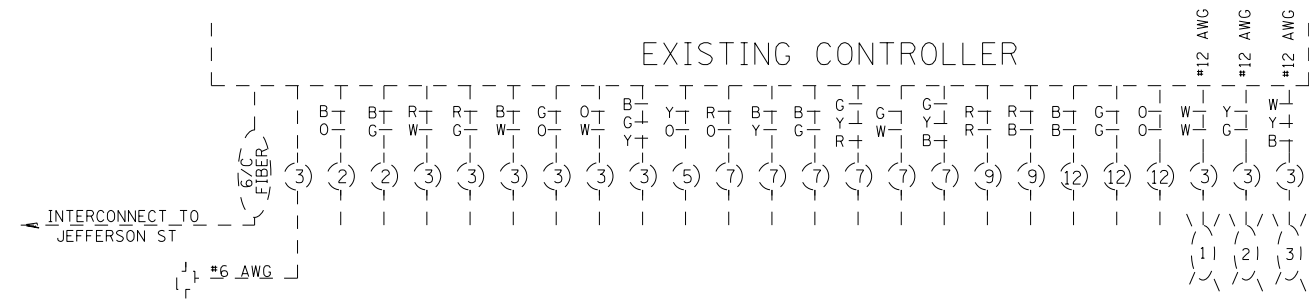 EXISTING CONTROLLER
#12 AWG
#12 AWG
#12 AWG
B O
B G
R W
R G
B W
G O
O W
B G Y
Y O
R O
B Y
B G
G Y R
G W
G Y B
R R
R B
B B
G G
O O
W W
Y G
W Y B
6/C
FIBER
3 2 2 3 3 3 3 3 3 5 7 7 7 7 7 7 9 9 12 12 12 3 3 3
INTERCONNECT TO
JEFFERSON ST
#6 AWG
1 2 3